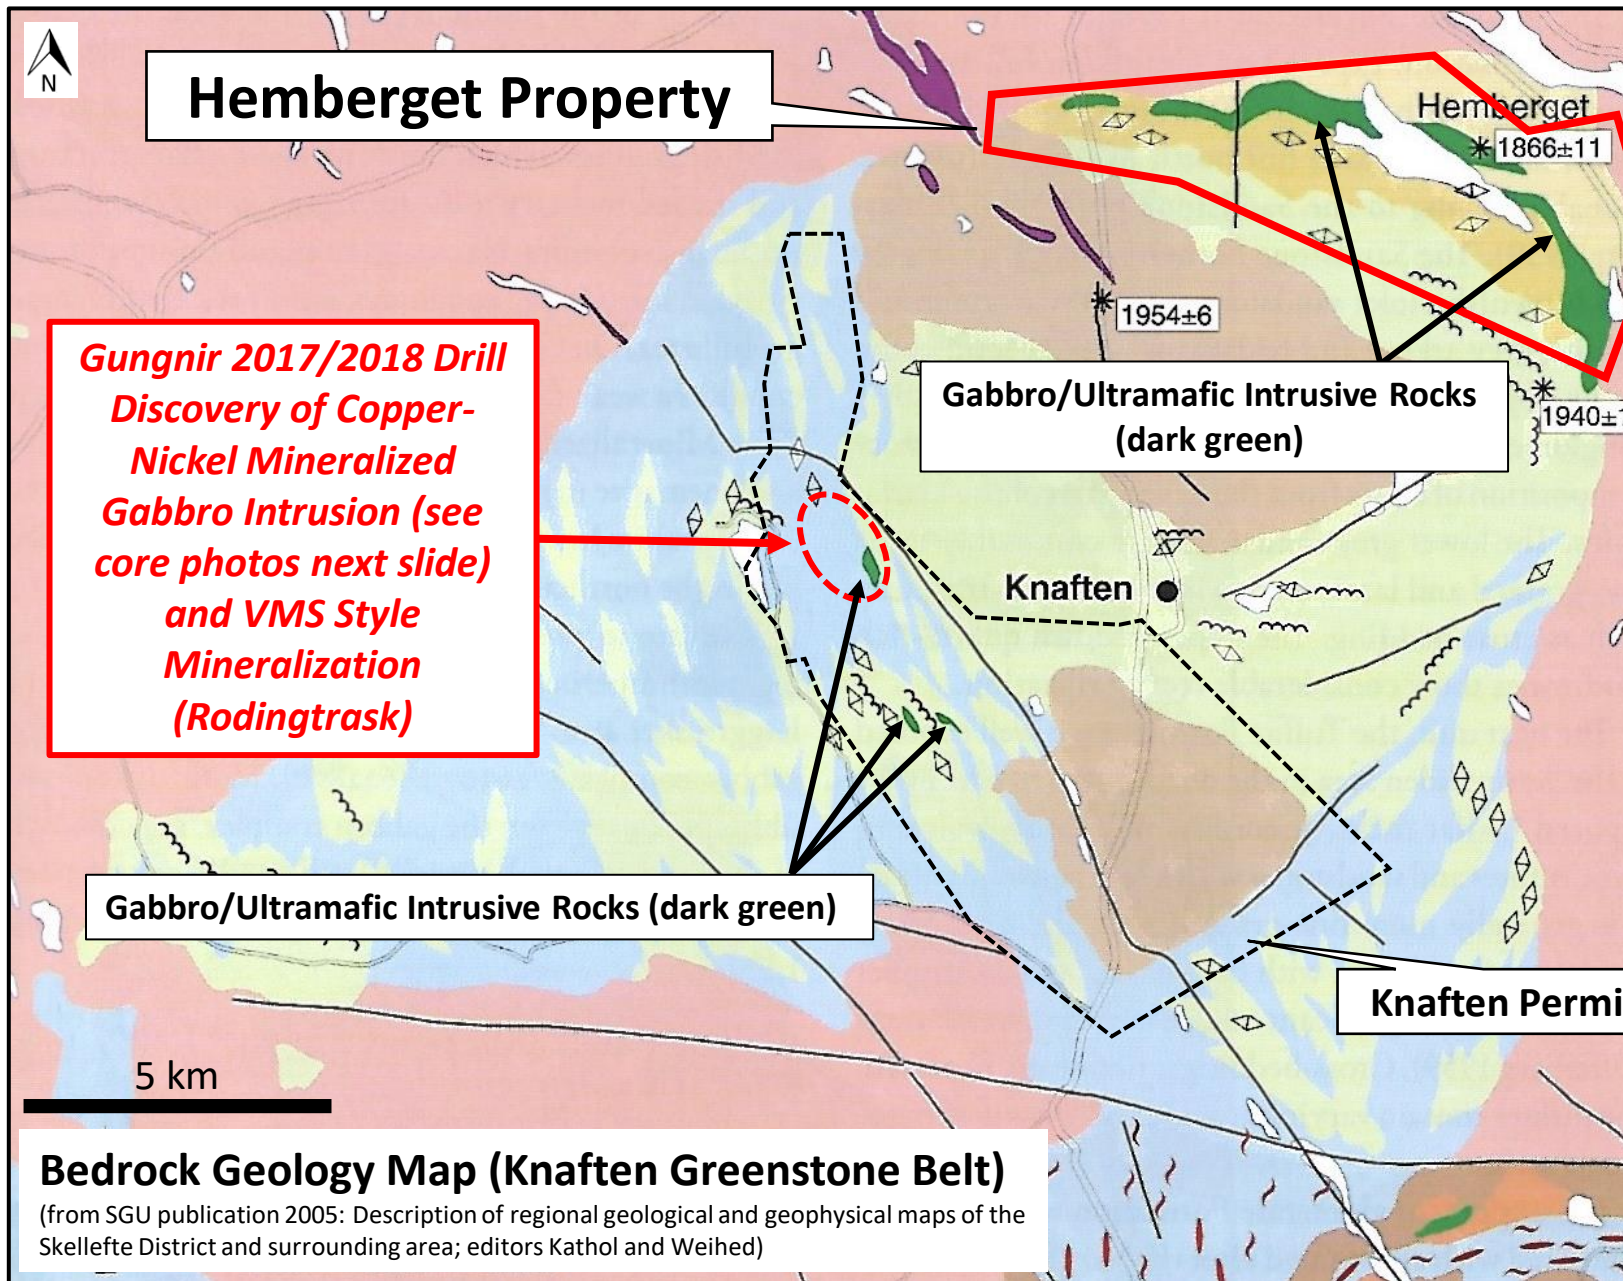 N
Hemberget Property
Hemberget
1866±11
1954±6
Gungnir 2017/2018 Drill
Discovery of Copper-
Nickel Mineralized
Gabbro Intrusion (see
core photos next slide)
and VMS Style
Mineralization
(Rodingtrask)
Gabbro/Ultramafic Intrusive Rocks
(dark green)
1940±1
Knaften
Gabbro/Ultramafic Intrusive Rocks (dark green)
Knaften Permi
5 km
Bedrock Geology Map (Knaften Greenstone Belt)
(from SGU publication 2005: Description of regional geological and geophysical maps of the
Skellefte District and surrounding area; editors Kathol and Weihed)